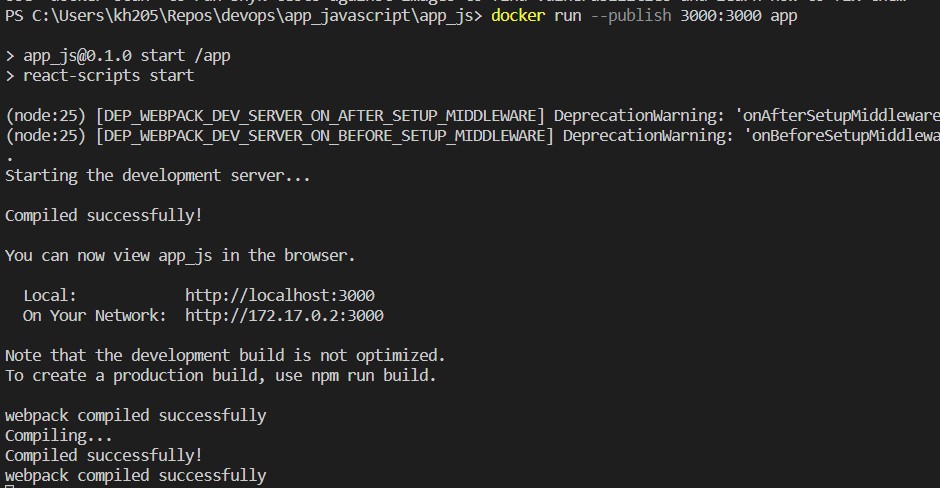 PS C:\Users\kh205\Repos\devops\app_javascript\app_js> docker run --publish 3000:3000 app
> app_js@0.1.0 start /app
> react-scripts start
(node:25) [DEP_WEBPACK_DEV_SERVER_ON_AFTER_SETUP_MIDDLEWARE] DeprecationWarning: 'onAfterSetupMiddleware
(node:25) [DEP_WEBPACK_DEV_SERVER_ON_BEFORE_SETUP_MIDDLEWARE] DeprecationWarning: 'onBeforeSetupMiddlewa
.
Starting the development server...
Compiled successfully!
You can now view app_js in the browser.
Local: http://localhost:3000
On Your Network: http://172.17.0.2:3000
Note that the development build is not optimized.
To create a production build, use npm run build.
webpack compiled successfully
Compiling...
Compiled successfully!
webpack compiled successfully